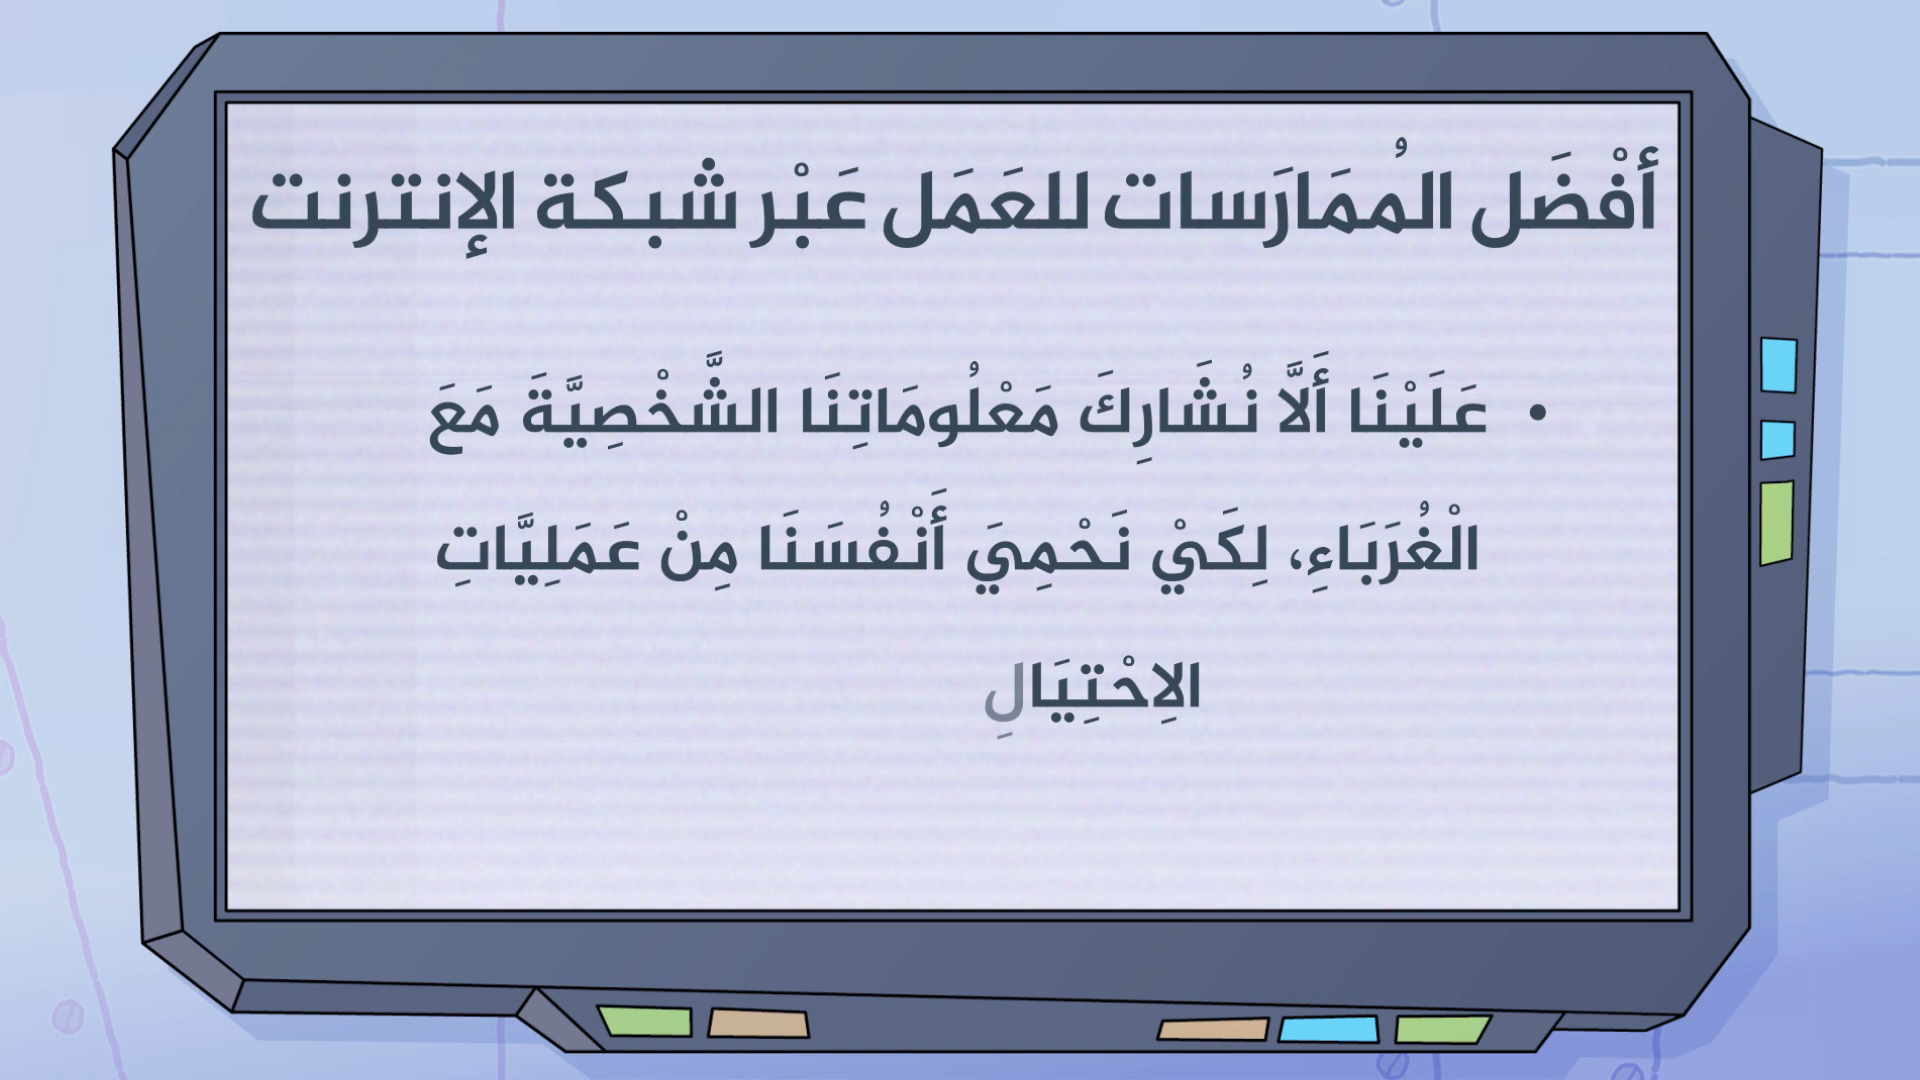 أفْضَل المُمَارَسات للعَمَل عَبْر شبكة الإنترنت
• عَلَيْنَا أَلَّا نُشَارِكَ مَعْلُومَاتِنَا الشَّخْصِيَّةَ مَعَ
الْغُرَبَاءِ، لِكَيْ نَحْمِيَ أَنْفُسَنَا مِنْ عَمَلِيَّاتِ
الِاحْتِيَالِ